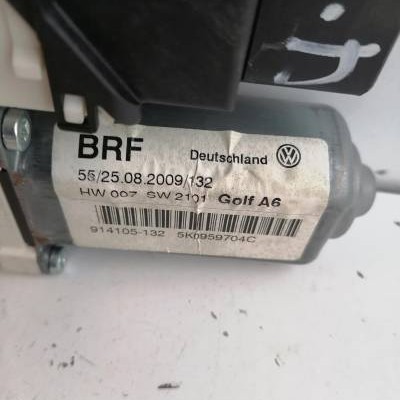 BRF Deutschland
55/25.08.2009/132
HW 007 SW 2101 Golf A6
914105-132 5K0959704C